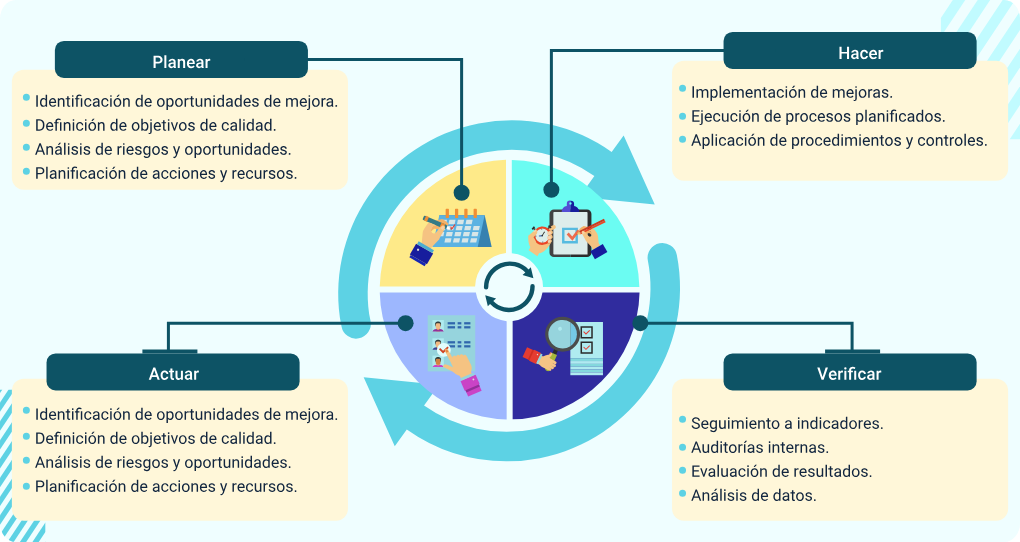 Planear
Identificación de oportunidades de mejora.
Definición de objetivos de calidad.
Análisis de riesgos y oportunidades.
Planificación de acciones y recursos.
Hacer
Implementación de mejoras.
Ejecución de procesos planificados.
Aplicación de procedimientos y controles.
Actuar
Identificación de oportunidades de mejora.
Definición de objetivos de calidad.
Análisis de riesgos y oportunidades.
Planificación de acciones y recursos.
Verificar
Seguimiento a indicadores.
Auditorías internas.
Evaluación de resultados.
Análisis de datos.